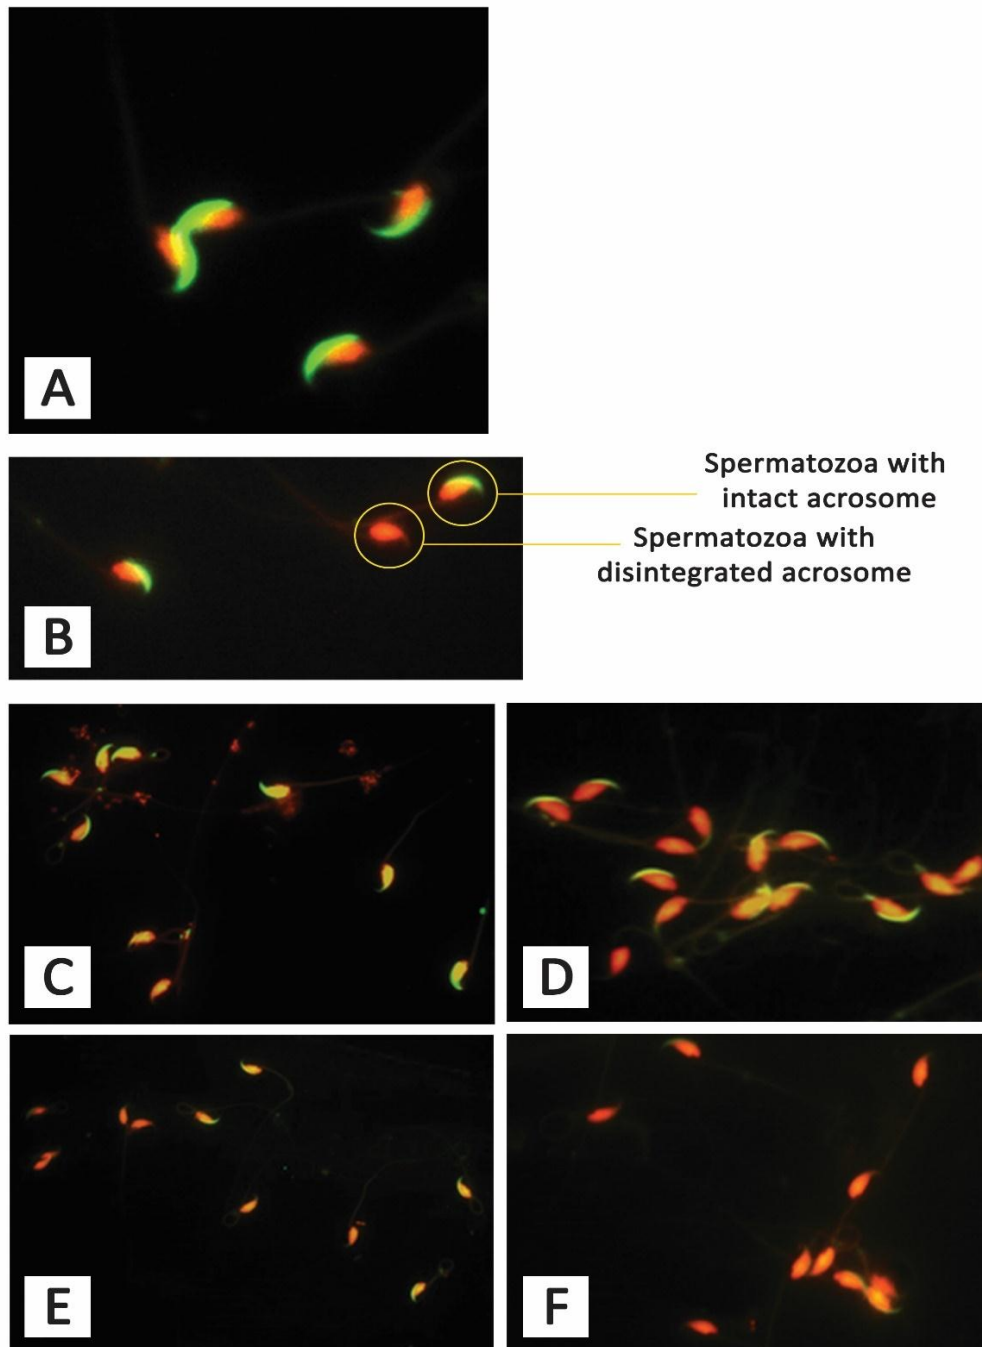 A
Spermatozoa with
intact acrosome
Spermatozoa with
disintegrated acrosome
B
C
D
E
F